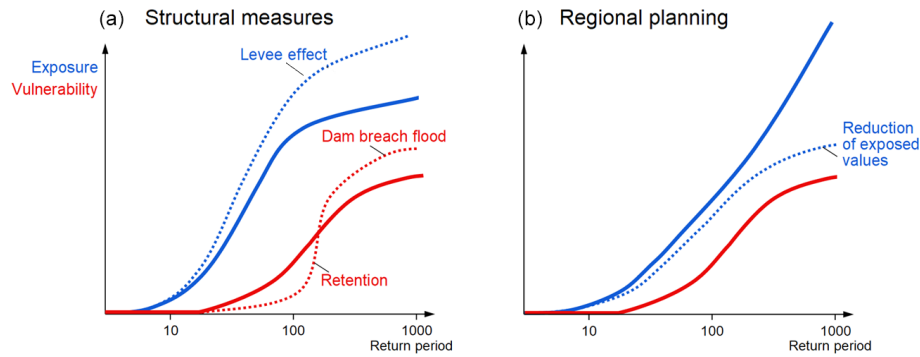 (a) Structural measures
Exposure
Vulnerability
Levee effect
Dam breach flood
Retention
10
100
1000
Return period
(b) Regional planning
Reduction
of exposed
values
10
100
1000
Return period